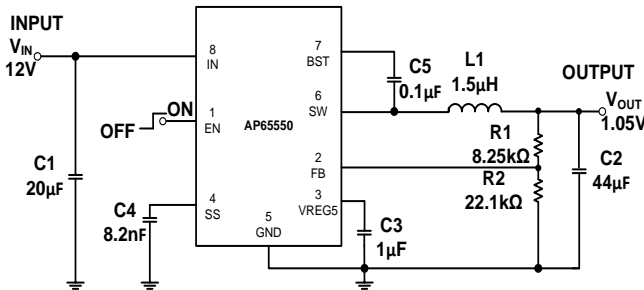 INPUT
VIN
12V
C1
20μF
OFF
ON
C4
8.2nF
8
IN
1
EN
4
SS
5
GND
AP65550
7
BST
6
SW
2
FB
3
VREG5
C5
0.1μF
L1
1.5μH
C3
1μF
R1
8.25kΩ
R2
22.1kΩ
OUTPUT
VOUT
1.05V
C2
44μF